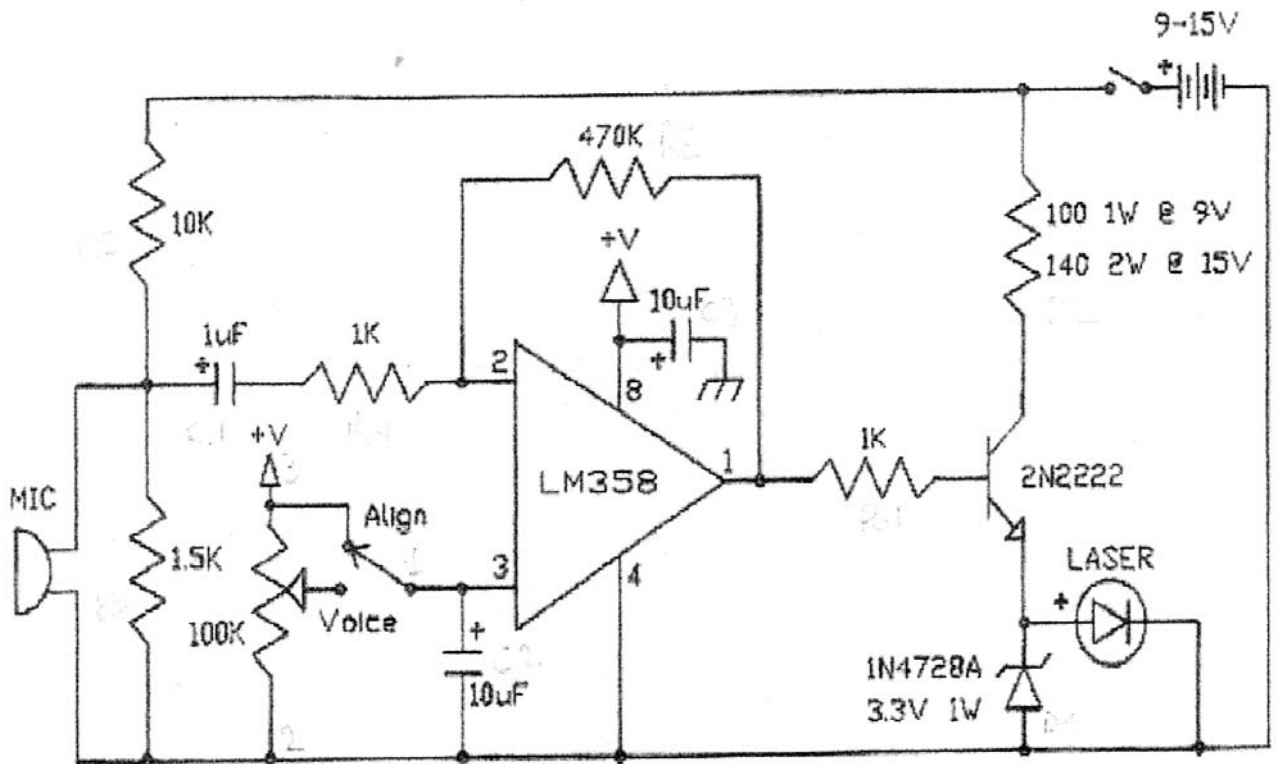 9-15V
+
470K
10K
100 1W @ 9V
140 2W @ 15V
+V
10uF
+
1uF
+
1K
2
8
+V
1
1K
LM358
2N2222
MIC
Align
3
4
1.5K
Voice
LASER
+
100K
+
10uF
1N4728A
3.3V 1W
2